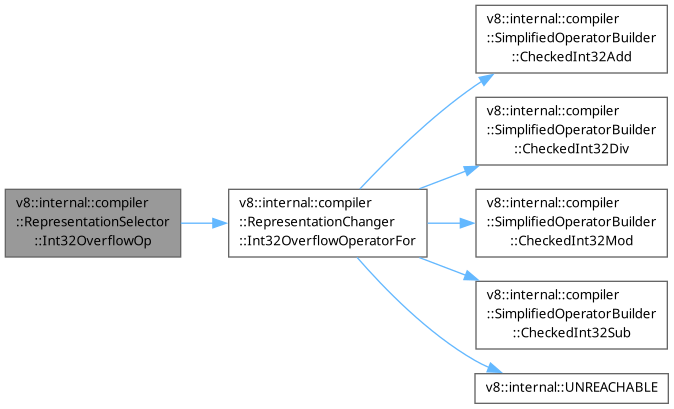 v8::internal::compiler
::RepresentationSelector
::Int32OverflowOp
v8::internal::compiler
::RepresentationChanger
::Int32OverflowOperatorFor
v8::internal::compiler
::SimplifiedOperatorBuilder
::CheckedInt32Add
v8::internal::compiler
::SimplifiedOperatorBuilder
::CheckedInt32Div
v8::internal::compiler
::SimplifiedOperatorBuilder
::CheckedInt32Mod
v8::internal::compiler
::SimplifiedOperatorBuilder
::CheckedInt32Sub
v8::internal::UNREACHABLE